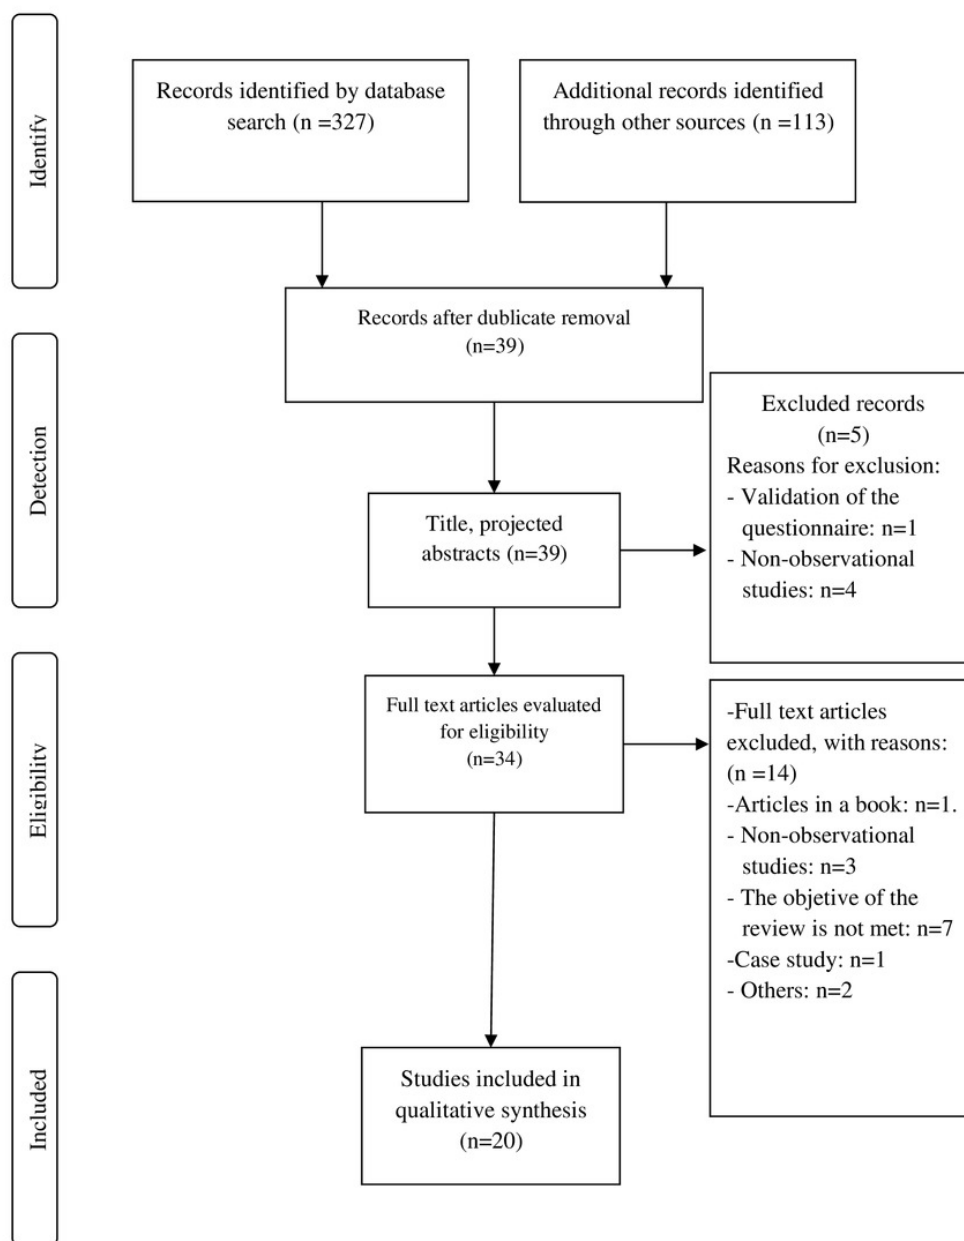 Identify
Records identified by database
search (n =327)
Additional records identified
through other sources (n =113)
Records after dublicate removal
(n=39)
Detection
Title, projected
abstracts (n=39)
Excluded records
(n=5)
Reasons for exclusion:
- Validation of the
questionnaire: n=1
- Non-observational
studies: n=4
Eligibility
Full text articles evaluated
for eligibility
(n=34)
-Full text articles
excluded, with reasons:
(n =14)
-Articles in a book: n=1.
- Non-observational
studies: n=3
- The objetive of the
review is not met: n=7
-Case study: n=1
- Others: n=2
Included
Studies included in
qualitative synthesis
(n=20)